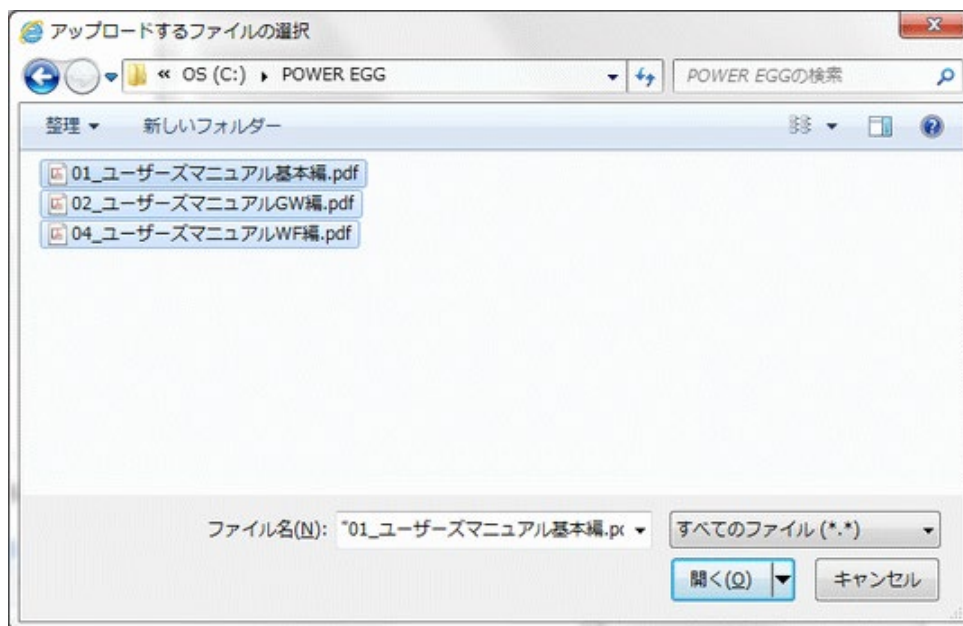 アップロードするファイルの選択
« OS (C:) ▸ POWER EGG
POWER EGGの検索
整理
新しいフォルダー
01_ユーザーズマニュアル基本編.pdf
02_ユーザーズマニュアルGW編.pdf
04_ユーザーズマニュアルWF編.pdf
ファイル名(N): "01_ユーザーズマニュアル基本編.pc
すべてのファイル (*.*)
開く(O)
キャンセル